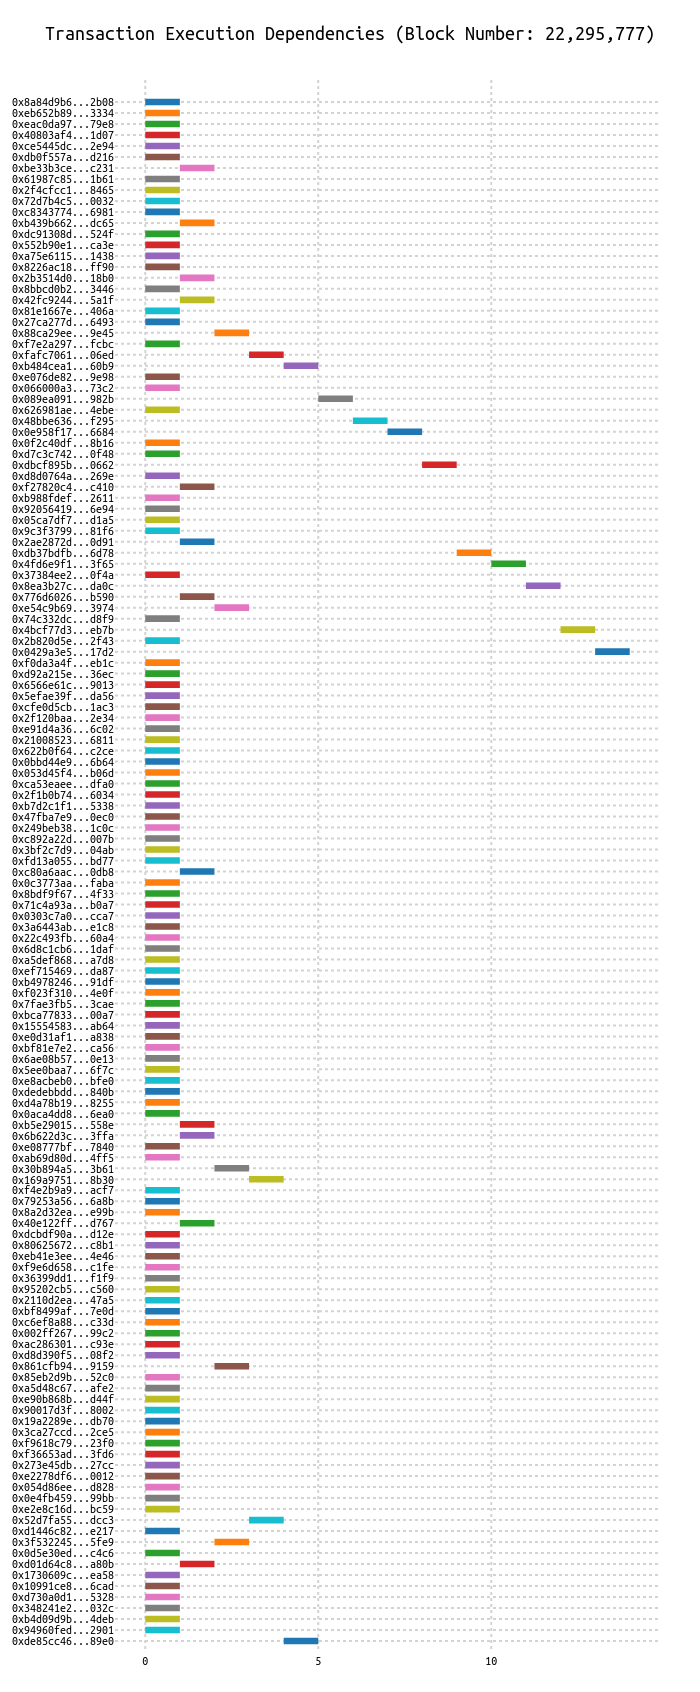 Transaction Execution Dependencies (Block Number: 22,295,777)
0x8a84d9b6...2b08
0xeb652b89...3334
0xeac0da97...79e8
0x40803af4...1d07
0xce5445dc...2e94
0xdb0f557a...d216
0xbe33b3ce...c231
0x61987c85...1b61
0x2f4cfcc1...8465
0x72d7b4c5...0032
0xc8343774...6981
0xb439b662...dc65
0xdc91308d...524f
0x552b90e1...ca3e
0xa75e6115...1438
0x8226ac18...ff90
0x2b3514d0...18b0
0x8bbcd0b2...3446
0x42fc9244...5a1f
0x81e1667e...406a
0x27ca277d...6493
0x88ca29ee...9e45
0xf7e2a297...fcbc
0xfafc7061...06ed
0xb484cea1...60b9
0xe076de82...9e98
0x066000a3...73c2
0x089ea091...982b
0x626981ae...4ebe
0x48bbe636...f295
0x0e958f17...6684
0x0f2c40df...8b16
0xd7c3c742...0f48
0xdbcf895b...0662
0xd8d0764a...269e
0xf27820c4...c410
0xb988fdef...2611
0x92056419...6e94
0x05ca7df7...d1a5
0x9c3f3799...81f6
0x2ae2872d...0d91
0xdb37bdfb...6d78
0x4fd6e9f1...3f65
0x37384ee2...0f4a
0x8ea3b27c...da0c
0x776d6026...b590
0xe54c9b69...3974
0x74c332dc...d8f9
0x4bcf77d3...eb7b
0x2b820d5e...2f43
0x0429a3e5...17d2
0xf0da3a4f...eb1c
0xd92a215e...36ec
0x6566e61c...9013
0x5efae39f...da56
0xcfe0d5cb...1ac3
0x2f120baa...2e34
0xe91d4a36...6c02
0x21008523...6811
0x622b0f64...c2ce
0x0bbd44e9...6b64
0x053d45f4...b06d
0xca53eaee...dfa0
0x2f1b0b74...6034
0xb7d2c1f1...5338
0x47fba7e9...0ec0
0x249beb38...1c0c
0xc892a22d...007b
0x3bf2c7d9...04ab
0xfd13a055...bd77
0xc80a6aac...0db8
0x0c3773aa...faba
0x8bdf9f67...4f33
0x71c4a93a...b0a7
0x0303c7a0...cca7
0x3a6443ab...e1c8
0x22c493fb...60a4
0x6d8c1cb6...1daf
0xa5def868...a7d8
0xef715469...da87
0xb4978246...91df
0xf023f310...4e0f
0x7fae3fb5...3cae
0xbca77833...00a7
0x15554583...ab64
0xe0d31af1...a838
0xbf81e7e2...ca56
0x6ae08b57...0e13
0x5ee0baa7...6f7c
0xe8acbeb0...bfe0
0xdedebbdd...840b
0xd4a78b19...8255
0x0aca4dd8...6ea0
0xb5e29015...558e
0x6b622d3c...3ffa
0xe08777bf...7840
0xab69d80d...4ff5
0x30b894a5...3b61
0x169a9751...8b30
0xf4e2b9a9...acf7
0x79253a56...6a8b
0x8a2d32ea...e99b
0x40e122ff...d767
0xdcbdf90a...d12e
0x80625672...c8b1
0xeb41e3ee...4e46
0xf9e6d658...c1fe
0x36399dd1...f1f9
0x95202cb5...c560
0x2110d2ea...47a5
0xbf8499af...7e0d
0xc6ef8a88...c33d
0x002ff267...99c2
0xac286301...c93e
0xd8d390f5...08f2
0x861cfb94...9159
0x85eb2d9b...52c0
0xa5d48c67...afe2
0xe90b868b...d44f
0x90017d3f...8002
0x19a2289e...db70
0x3ca27ccd...2ce5
0xf9618c79...23f0
0xf36653ad...3fd6
0x273e45db...27cc
0xe2278df6...0012
0x054d86ee...d828
0x0e4fb459...99bb
0xe2e8c16d...bc59
0x52d7fa55...dcc3
0xd1446c82...e217
0x3f532245...5fe9
0x0d5e30ed...c4c6
0xd01d64c8...a80b
0x1730609c...ea58
0x10991ce8...6cad
0xd730a0d1...5328
0x348241e2...032c
0xb4d09d9b...4deb
0x94960fed...2901
0xde85cc46...89e0
0 5 10